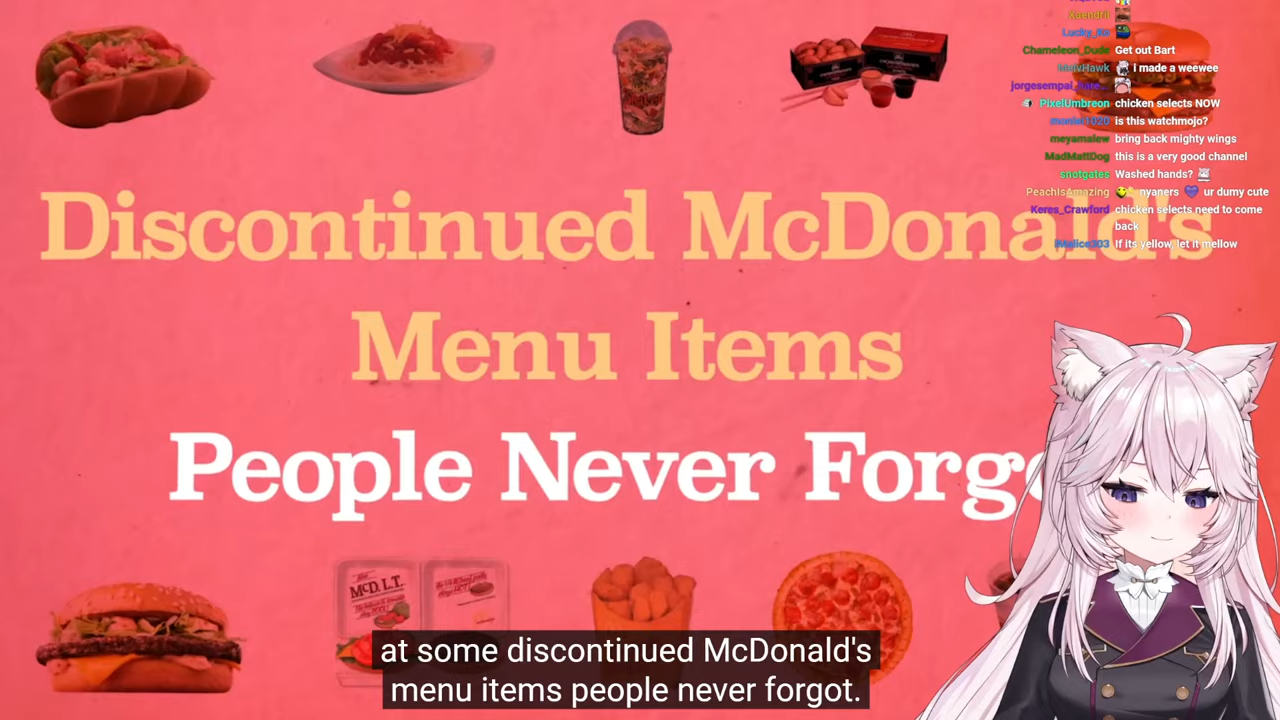 Get out Bart
Chameleon_Dude
i made a weewee
PixelUmbreon chicken selects NOW
is this watchmojo?
meyamalew bring back mighty wings
MadMattDog this is a very good channel
snotgates Washed hands?
PeachIsAmazing nyaners ur dumy cute
Keres_Crawford chicken selects need to come
back
If its yellow, let it mellow
Discontinued McDonald's
Menu Items
People Never
McD.L.T.
at some discontinued McDonald's
menu items people never forgot.